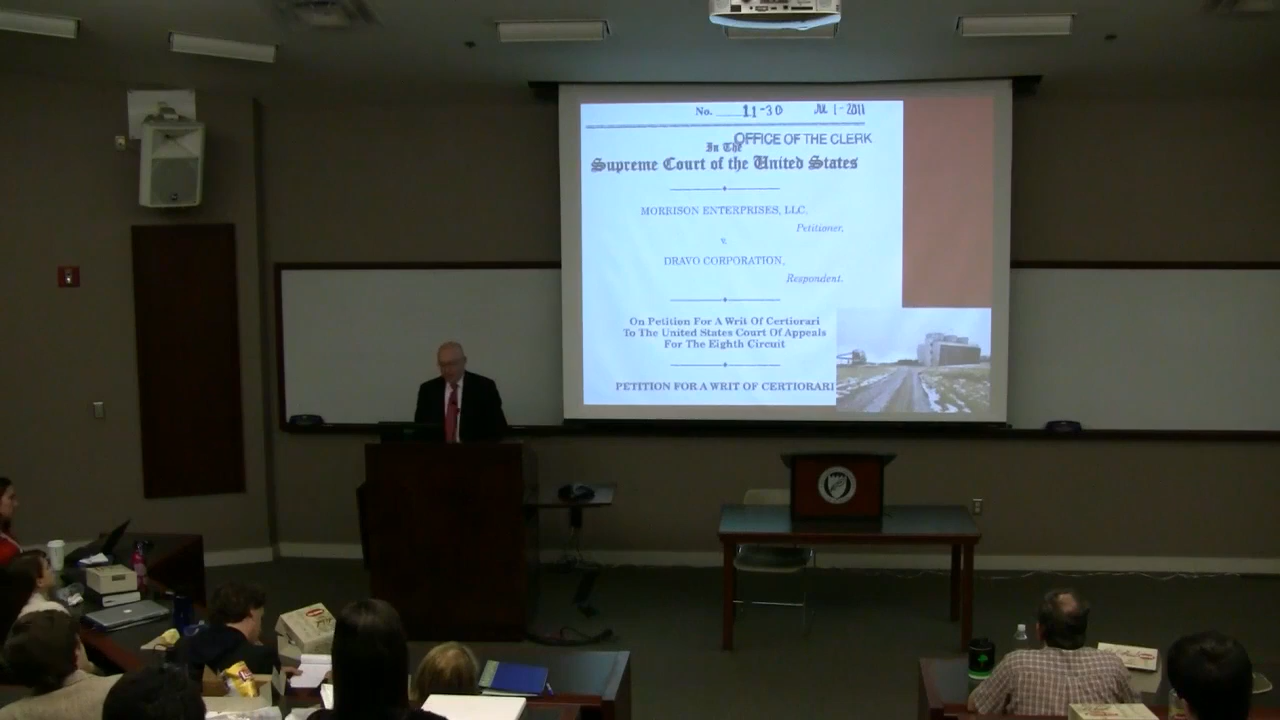 No. 11-30 JUL 1-2011
OFFICE OF THE CLERK
In The
Supreme Court of the United States
MORRISON ENTERPRISES, LLC,
Petitioner,
v.
DRAVO CORPORATION,
Respondent.
On Petition For A Writ Of Certiorari
To The United States Court Of Appeals
For The Eighth Circuit
PETITION FOR A WRIT OF CERTIORARI